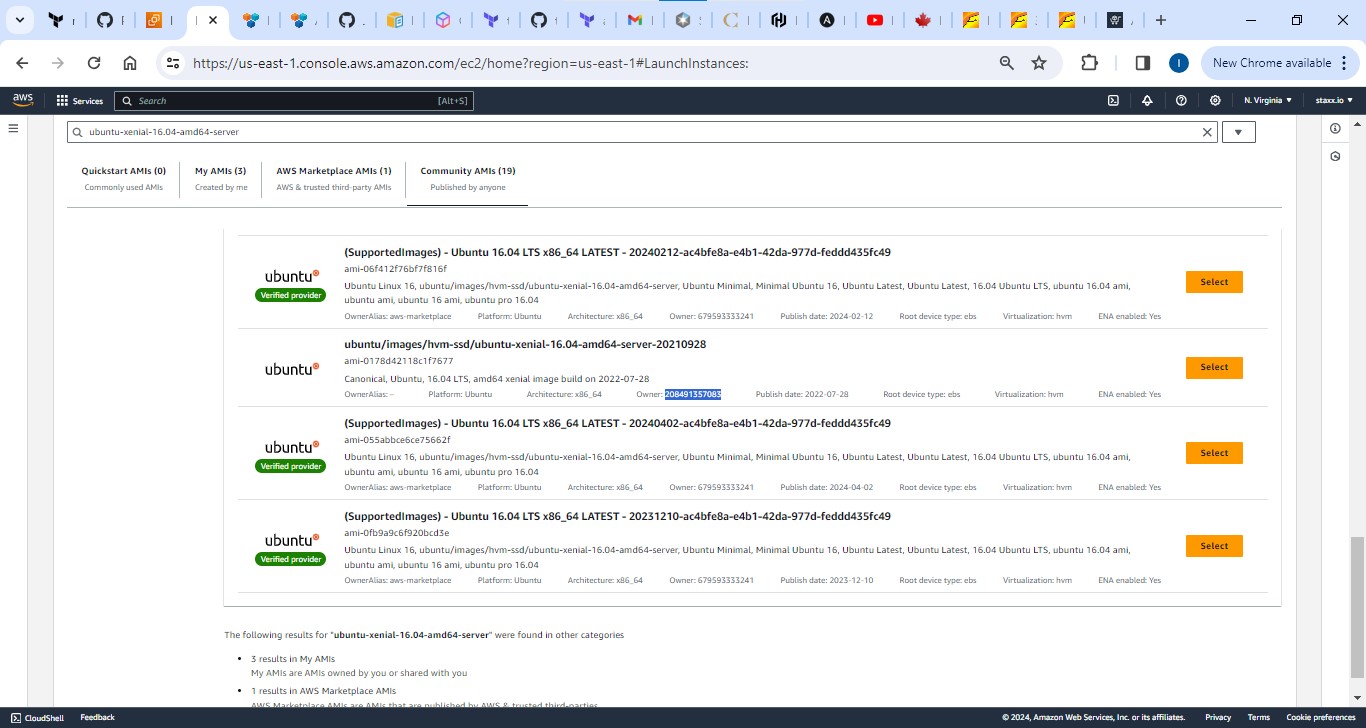 New Chrome available
https://us-east-1.console.aws.amazon.com/ec2/home?region=us-east-1#LaunchInstances:
aws
Services
Search
[Alt+S]
N. Virginia
staxx.io
ubuntu-xenial-16.04-amd64-server
Quickstart AMIs (0)
Commonly used AMIs
My AMIs (3)
Created by me
AWS Marketplace AMIs (1)
AWS & trusted third-party AMIs
Community AMIs (19)
Published by anyone
ubuntu
Verified provider
(SupportedImages) - Ubuntu 16.04 LTS x86_64 LATEST - 20240212-ac4bfe8a-e4b1-42da-977d-feddd435fc49
ami-06f412f76bf7f816f
Ubuntu Linux 16, ubuntu/images/hvm-ssd/ubuntu-xenial-16.04-amd64-server, Ubuntu Minimal, Minimal Ubuntu 16, Ubuntu Latest, Ubuntu Latest, 16.04 Ubuntu LTS, ubuntu 16.04 ami,
ubuntu ami, ubuntu 16 ami, ubuntu pro 16.04
OwnerAlias: aws-marketplace Platform: Ubuntu Architecture: x86_64 Owner: 679593333241 Publish date: 2024-02-12 Root device type: ebs Virtualization: hvm ENA enabled: Yes
Select
ubuntu
ubuntu/images/hvm-ssd/ubuntu-xenial-16.04-amd64-server-20210928
ami-0178d42118c1f7677
Canonical, Ubuntu, 16.04 LTS, amd64 xenial image build on 2022-07-28
OwnerAlias: – Platform: Ubuntu Architecture: x86_64 Owner: 208491357083 Publish date: 2022-07-28 Root device type: ebs Virtualization: hvm ENA enabled: Yes
Select
ubuntu
Verified provider
(SupportedImages) - Ubuntu 16.04 LTS x86_64 LATEST - 20240402-ac4bfe8a-e4b1-42da-977d-feddd435fc49
ami-055abbce6ce75662f
Ubuntu Linux 16, ubuntu/images/hvm-ssd/ubuntu-xenial-16.04-amd64-server, Ubuntu Minimal, Minimal Ubuntu 16, Ubuntu Latest, Ubuntu Latest, 16.04 Ubuntu LTS, ubuntu 16.04 ami,
ubuntu ami, ubuntu 16 ami, ubuntu pro 16.04
OwnerAlias: aws-marketplace Platform: Ubuntu Architecture: x86_64 Owner: 679593333241 Publish date: 2024-04-02 Root device type: ebs Virtualization: hvm ENA enabled: Yes
Select
ubuntu
Verified provider
(SupportedImages) - Ubuntu 16.04 LTS x86_64 LATEST - 20231210-ac4bfe8a-e4b1-42da-977d-feddd435fc49
ami-0fb9a9c6f920bcd3e
Ubuntu Linux 16, ubuntu/images/hvm-ssd/ubuntu-xenial-16.04-amd64-server, Ubuntu Minimal, Minimal Ubuntu 16, Ubuntu Latest, Ubuntu Latest, 16.04 Ubuntu LTS, ubuntu 16.04 ami,
ubuntu ami, ubuntu 16 ami, ubuntu pro 16.04
OwnerAlias: aws-marketplace Platform: Ubuntu Architecture: x86_64 Owner: 679593333241 Publish date: 2023-12-10 Root device type: ebs Virtualization: hvm ENA enabled: Yes
Select
The following results for "ubuntu-xenial-16.04-amd64-server" were found in other categories
• 3 results in My AMIs
My AMIs are AMIs owned by you or shared with you
• 1 results in AWS Marketplace AMIs
AWS Marketplace AMIs are AMIs that are published by AWS & trusted third-parties
CloudShell Feedback © 2024, Amazon Web Services, Inc. or its affiliates. Privacy Terms Cookie preferences